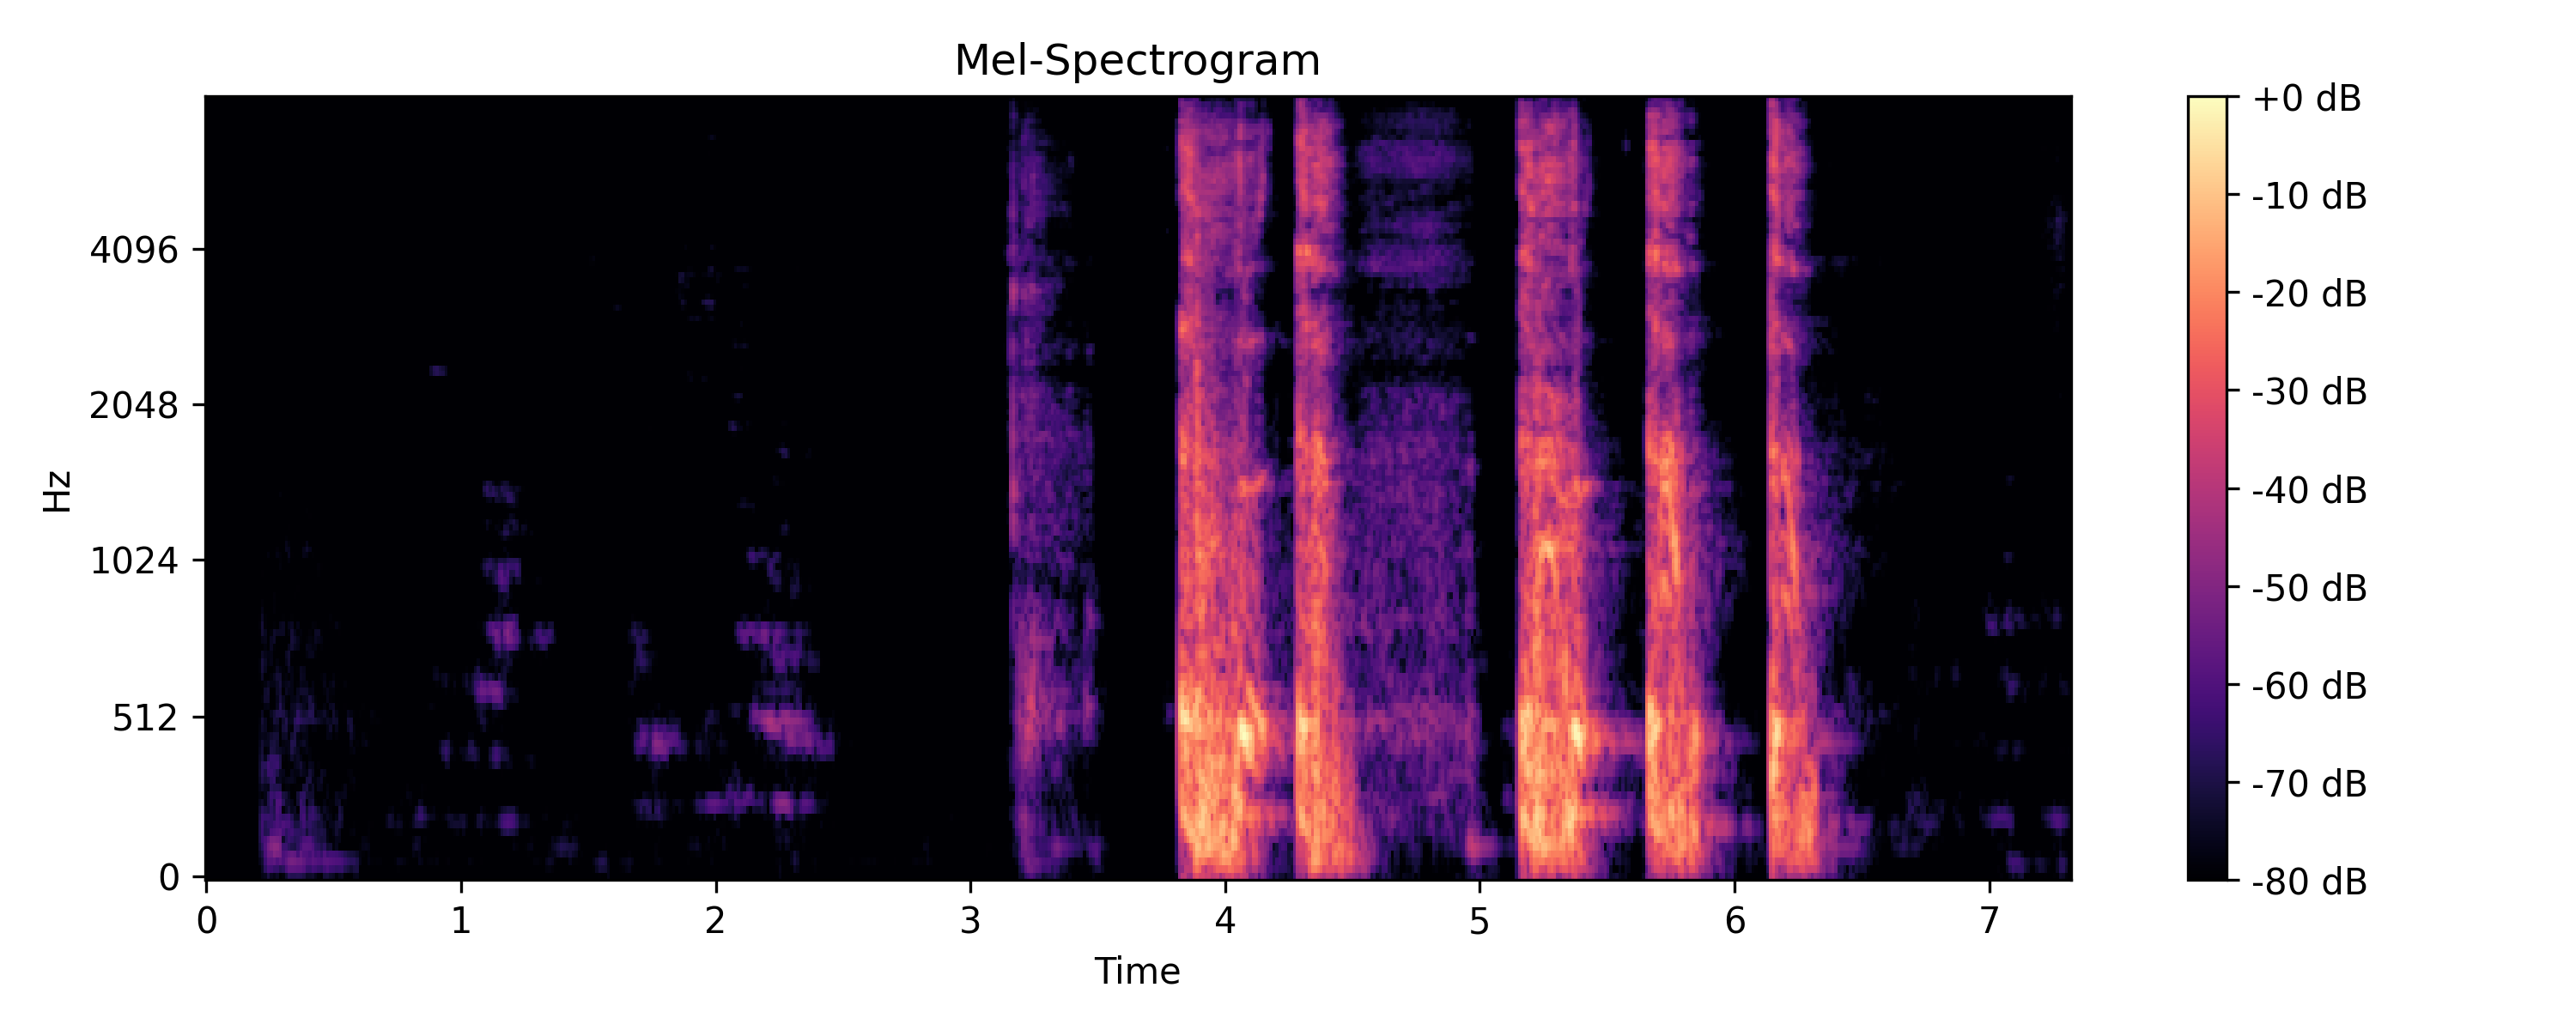 Mel-Spectrogram
+0 dB
-10 dB
-20 dB
-30 dB
-40 dB
-50 dB
-60 dB
-70 dB
-80 dB
4096
2048
1024
512
0
Hz
0 1 2 3 4 5 6 7
Time